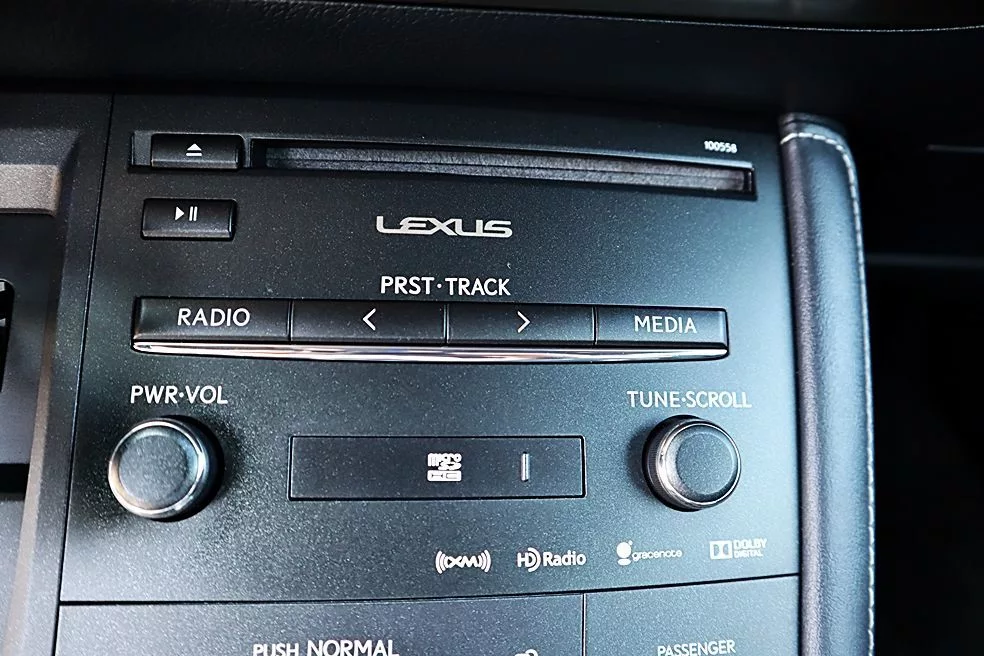 100558
LEXUS
PRST·TRACK
RADIO < > MEDIA
PWR·VOL
TUNE·SCROLL
micro SD HC
((XM)) HD Radio gracenote DOLBY DIGITAL
PUSH NORMAL
PASSENGER